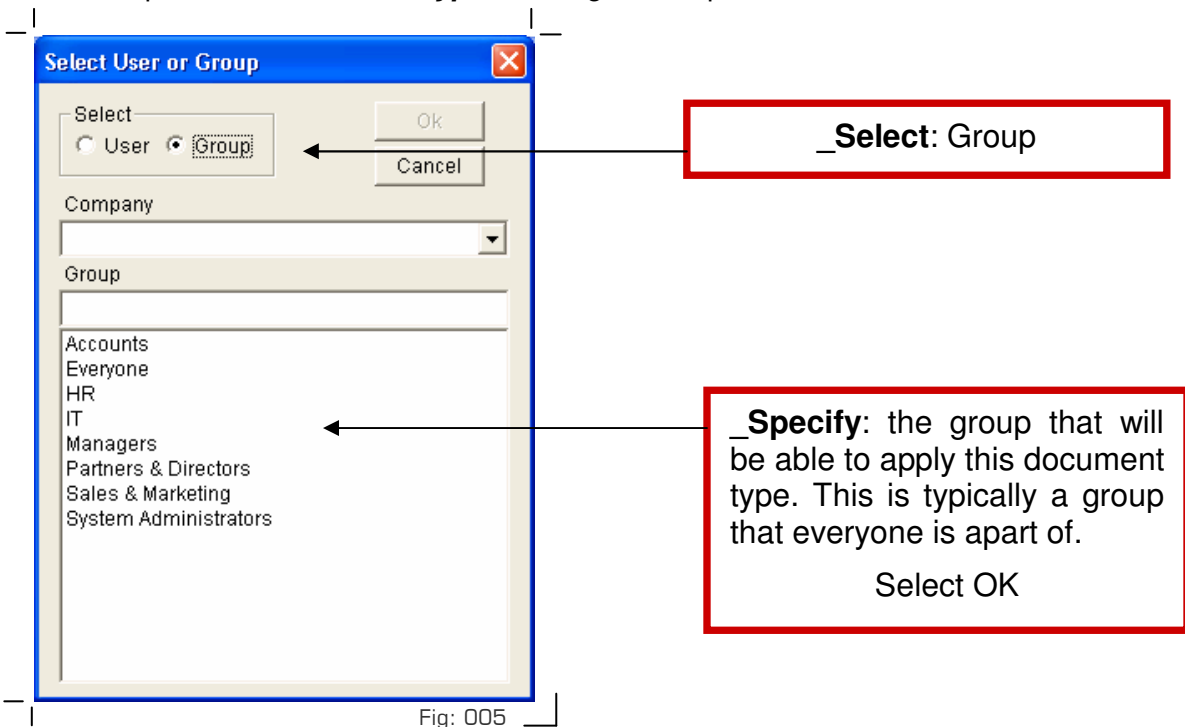 Select User or Group
Select
User Group
Ok
Cancel
Company
Group
Accounts
Everyone
HR
IT
Managers
Partners & Directors
Sales & Marketing
System Administrators
_Select: Group
_Specify: the group that will
be able to apply this document
type. This is typically a group
that everyone is apart of.
Select OK
Fig: 005